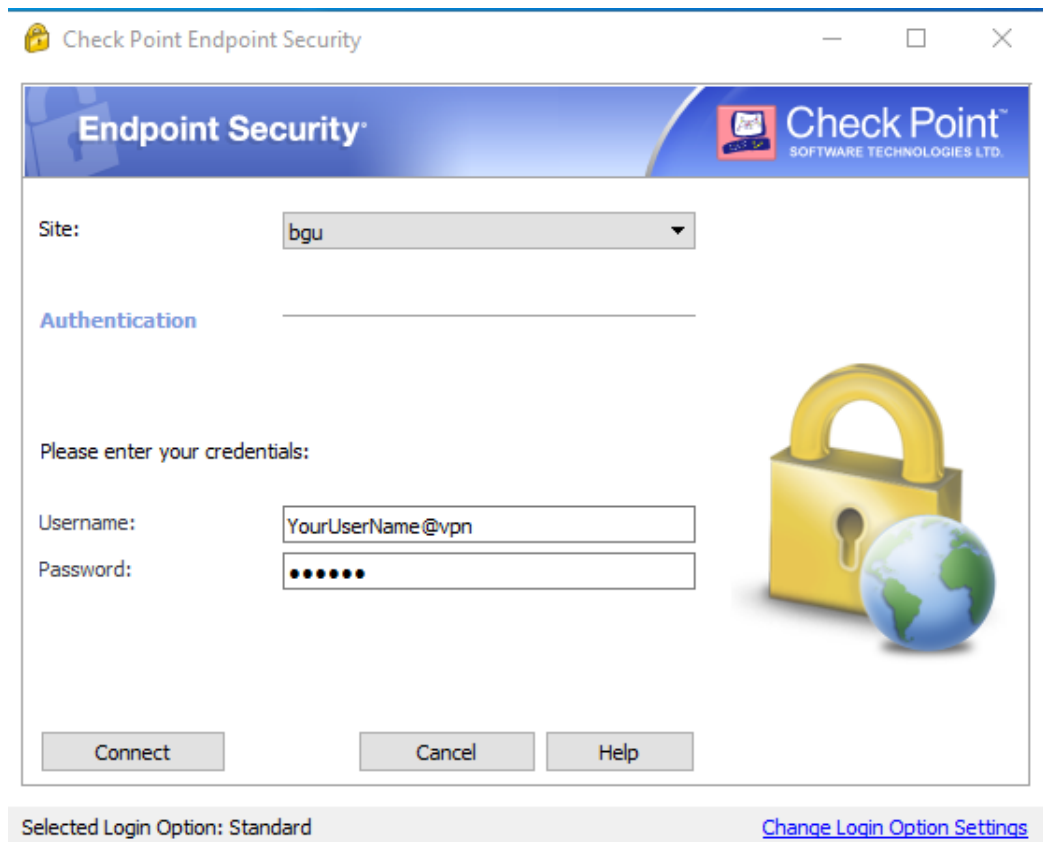 Check Point Endpoint Security
Endpoint Security
Check Point™
SOFTWARE TECHNOLOGIES LTD.
Site:
bgu
Authentication
Please enter your credentials:
Username:
YourUserName@vpn
Password:
●●●●●●
Connect
Cancel
Help
Selected Login Option: Standard
Change Login Option Settings